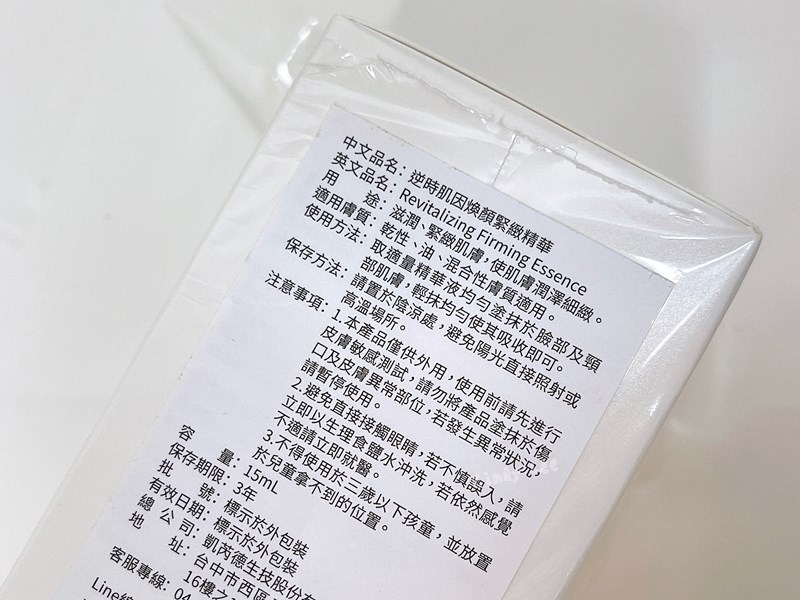 中文品名：逆時肌因煥顏緊緻精華
英文品名：Revitalizing Firming Essence
用　　途：滋潤、緊緻肌膚，使肌膚潤澤細緻。
適用膚質：乾性、油、混合性膚質適用。
使用方法：取適量精華液均勻塗抹於臉部及頸
部肌膚，輕抹均勻使其吸收即可。
保存方法：請置於陰涼處，避免陽光直接照射或
高溫場所。
注意事項：1.本產品僅供外用，使用前請先進行
皮膚敏感測試，請勿將產品塗抹於傷
口及皮膚異常部位，若發生異常狀況，
請暫停使用。
2.避免直接接觸眼睛，若不慎誤入，請
立即以生理食鹽水沖洗，若依然感覺
不適請立即就醫。
3.不得使用於三歲以下孩童，並放置
於兒童拿不到的位置。
容　　量：15mL
保存期限：3年
批　　號：標示於外包裝
有效日期：標示於外包裝
總 公 司：凱芮德生技股份有
地　　址：台中市西區
16樓之
客服專線：04
Line